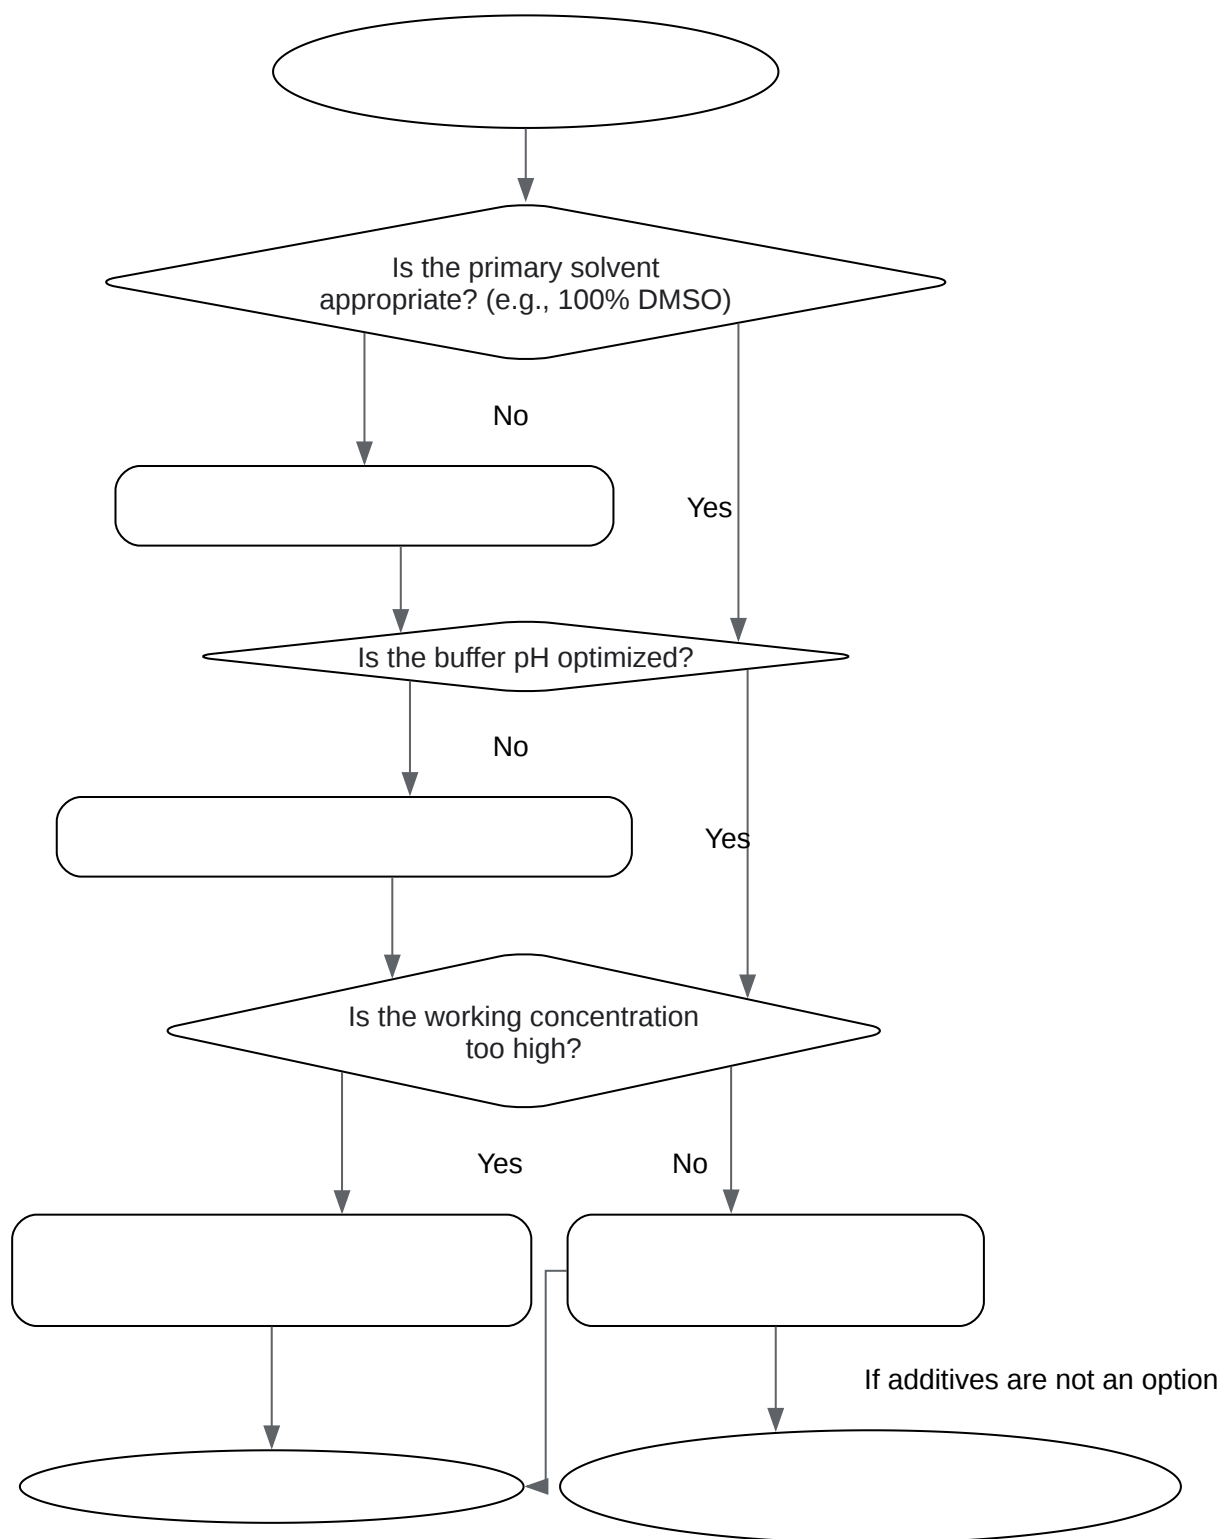 Is the primary solvent
appropriate? (e.g., 100% DMSO)
No
Yes
Is the buffer pH optimized?
No
Yes
Is the working concentration
too high?
Yes
No
If additives are not an option